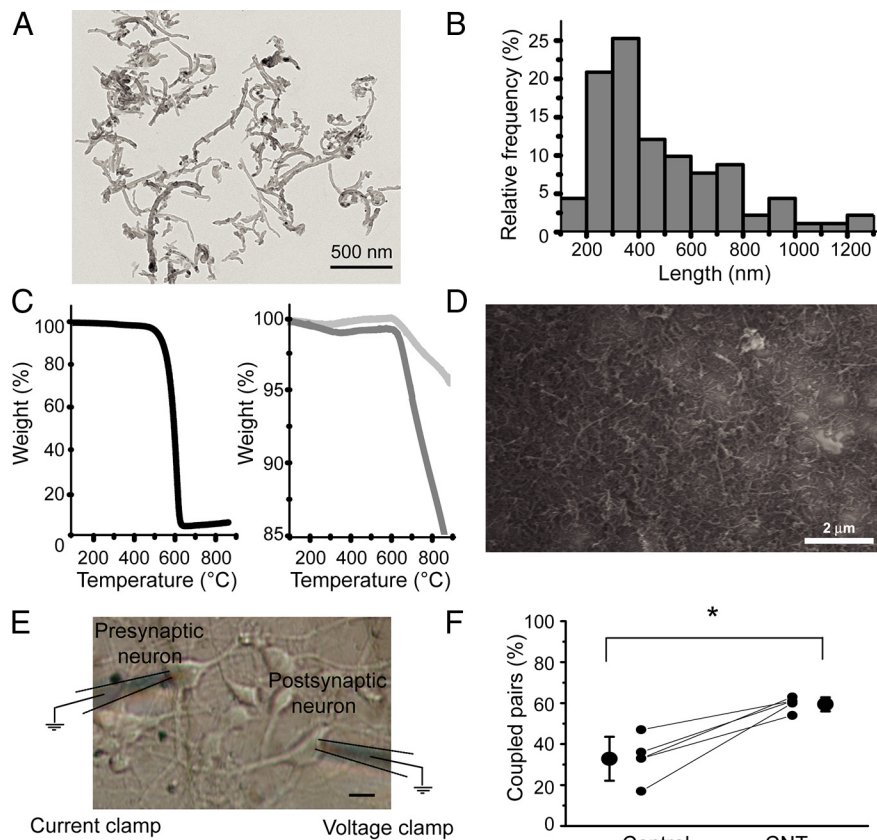 A
500 nm
B
Relative frequency (%)
25
20
15
10
5
0
200 400 600 800 1000 1200
Length (nm)
C
Weight (%)
100
80
60
40
20
0
200 400 600 800
Temperature (°C)
Weight (%)
100
95
90
85
200 400 600 800
Temperature (°C)
D
2 µm
E
Presynaptic
neuron
Postsynaptic
neuron
Current clamp
Voltage clamp
F
*
Coupled pairs (%)
100
80
60
40
20
0